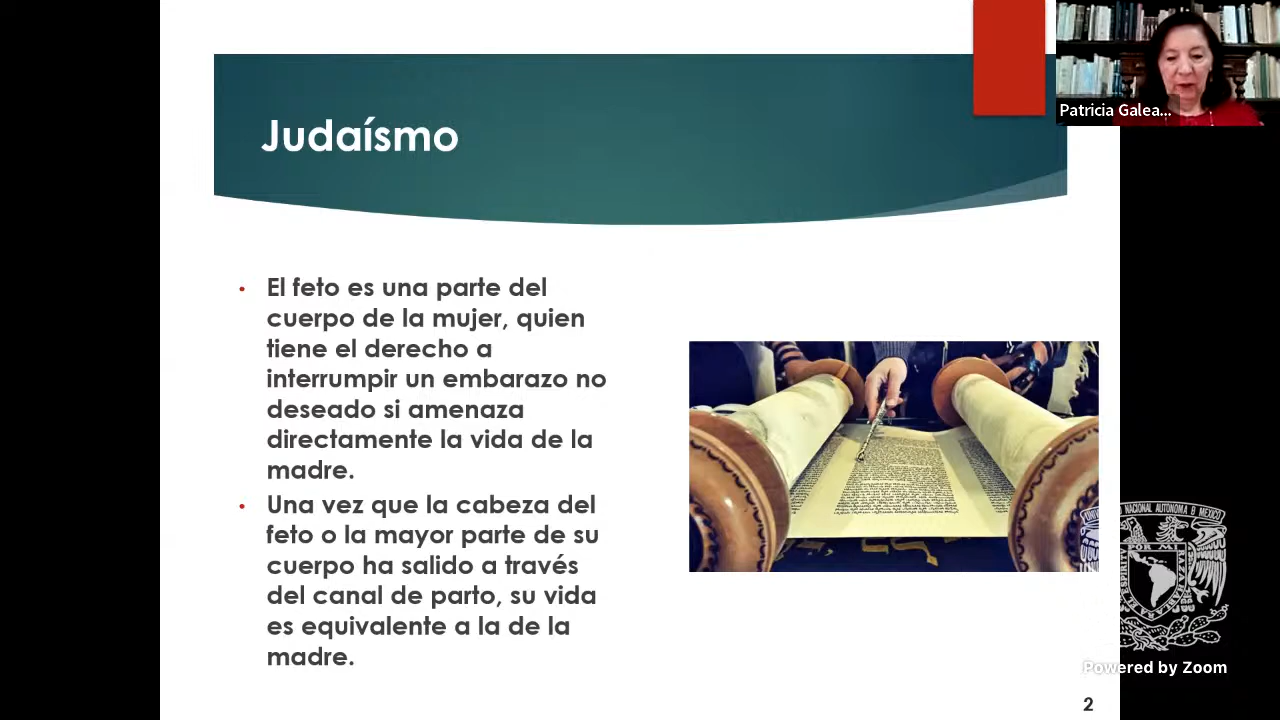 Judaísmo
Patricia Galea...
• El feto es una parte del
cuerpo de la mujer, quien
tiene el derecho a
interrumpir un embarazo no
deseado si amenaza
directamente la vida de la
madre.
• Una vez que la cabeza del
feto o la mayor parte de su
cuerpo ha salido a través
del canal de parto, su vida
es equivalente a la de la
madre.
NACIONAL AUTONOMA
Powered by Zoom
2